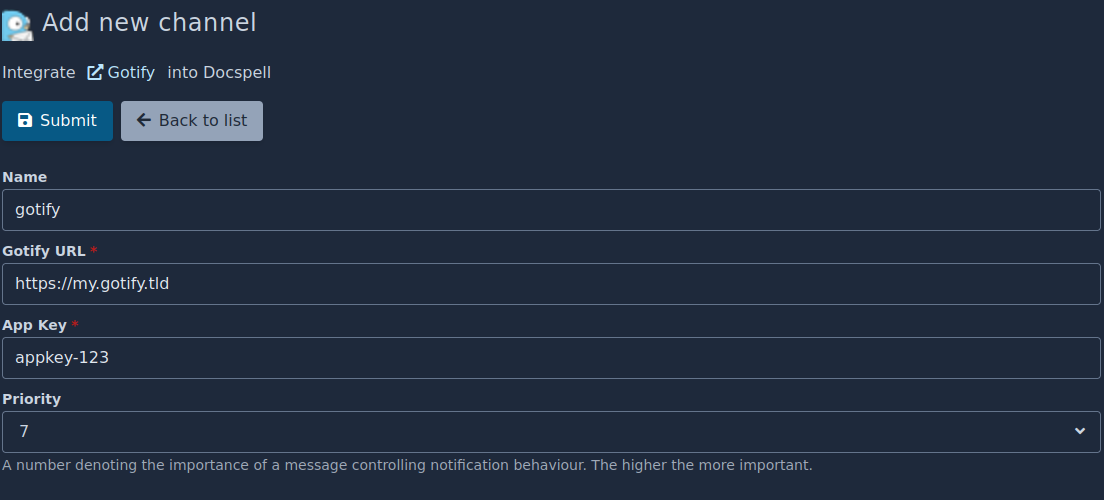 Add new channel
Integrate Gotify into Docspell
Submit Back to list
Name
gotify
Gotify URL *
https://my.gotify.tld
App Key *
appkey-123
Priority
7
A number denoting the importance of a message controlling notification behaviour. The higher the more important.